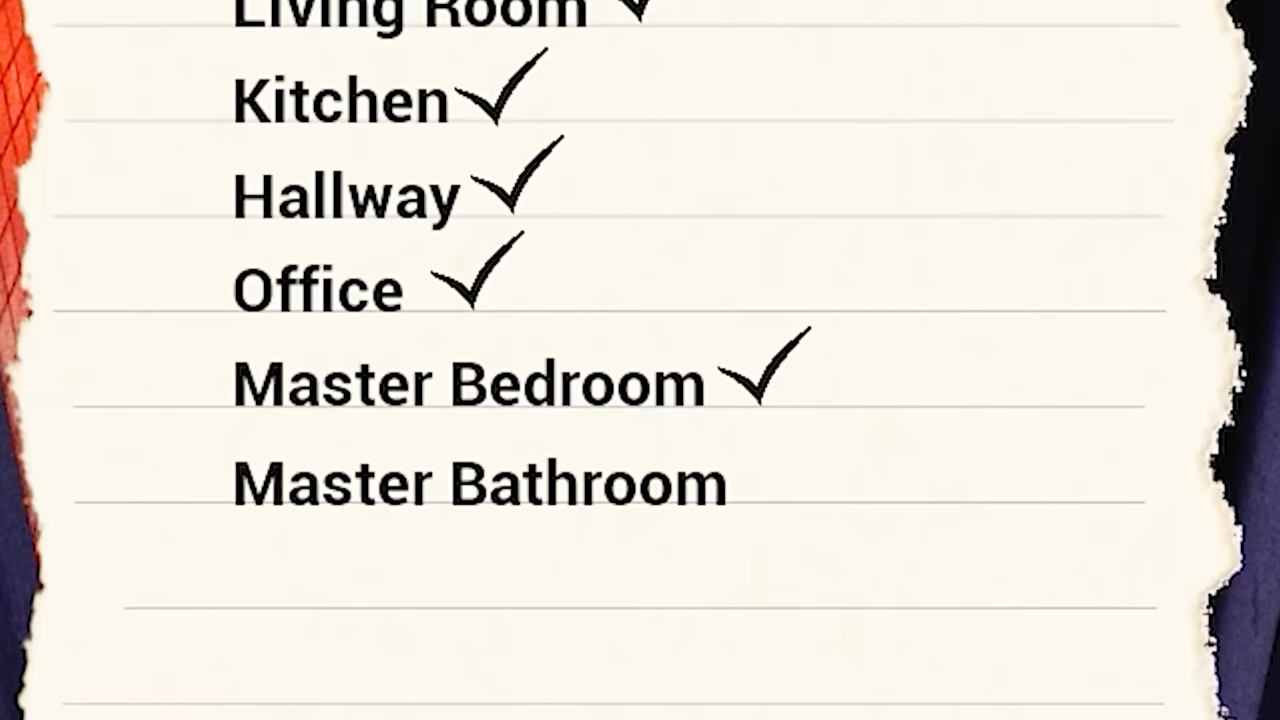 Living Room ✓
Kitchen ✓
Hallway ✓
Office ✓
Master Bedroom ✓
Master Bathroom